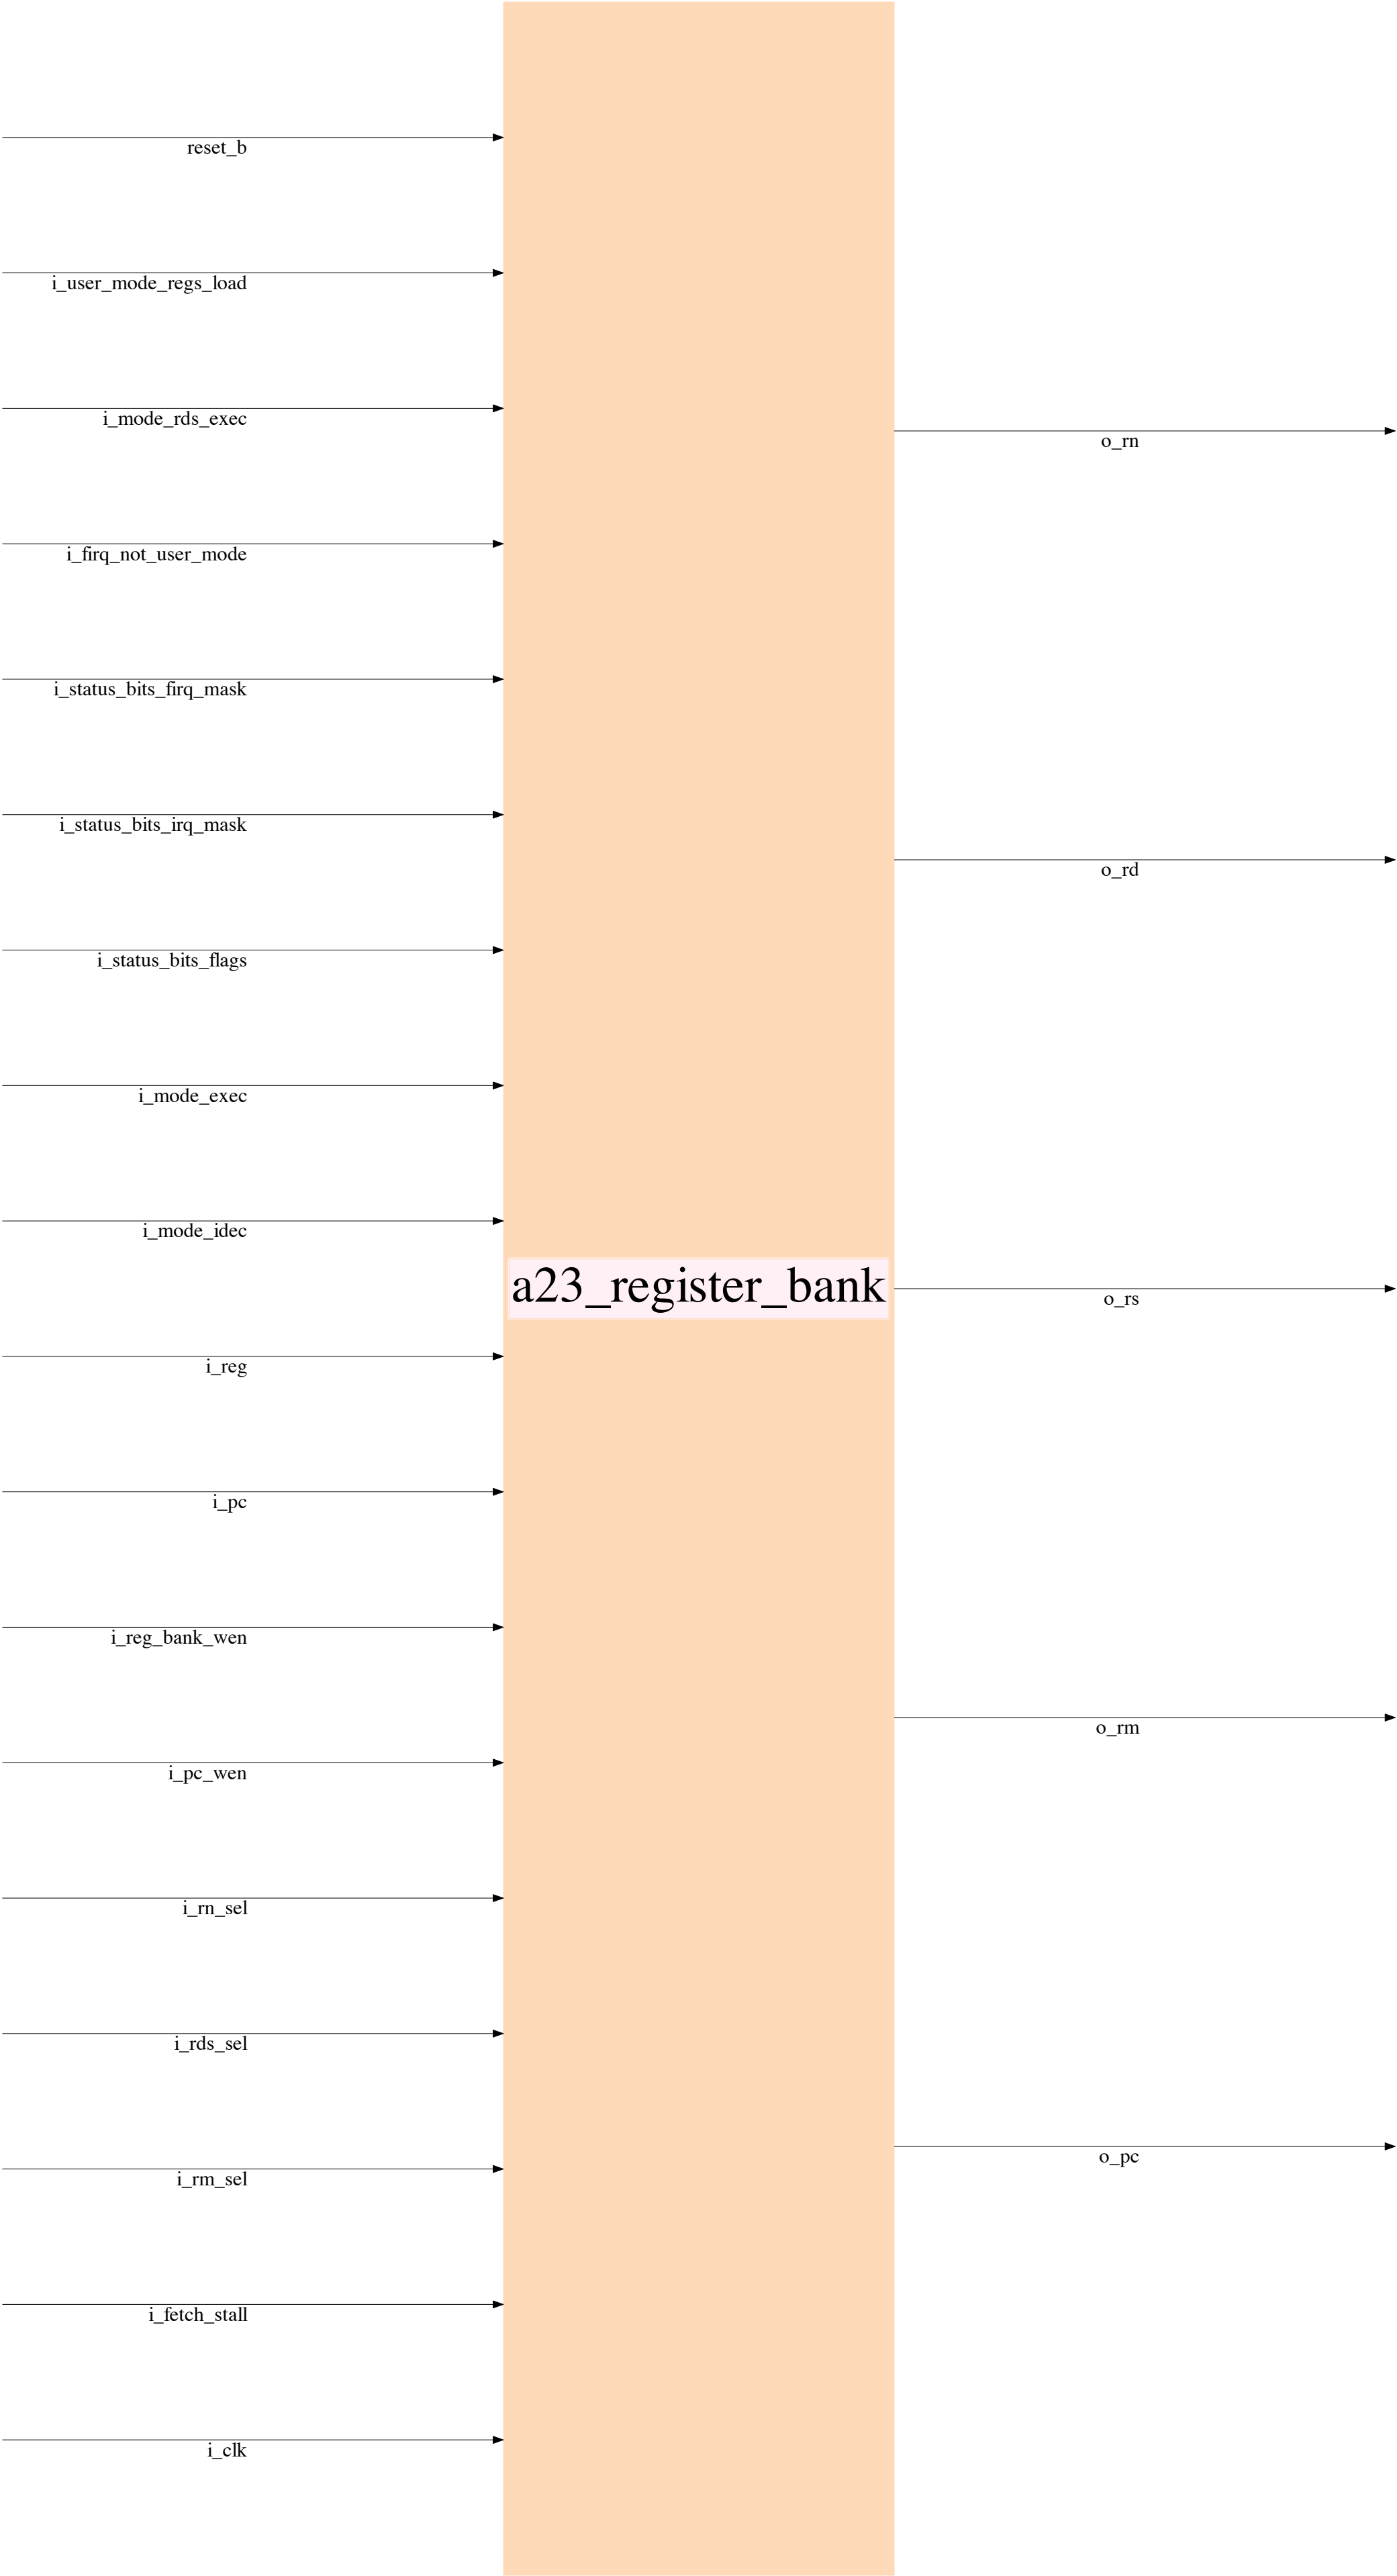 reset_b
i_user_mode_regs_load
i_mode_rds_exec
o_rn
i_firq_not_user_mode
i_status_bits_firq_mask
i_status_bits_irq_mask
o_rd
i_status_bits_flags
i_mode_exec
i_mode_idec
a23_register_bank
o_rs
i_reg
i_pc
i_reg_bank_wen
o_rm
i_pc_wen
i_rn_sel
i_rds_sel
o_pc
i_rm_sel
i_fetch_stall
i_clk